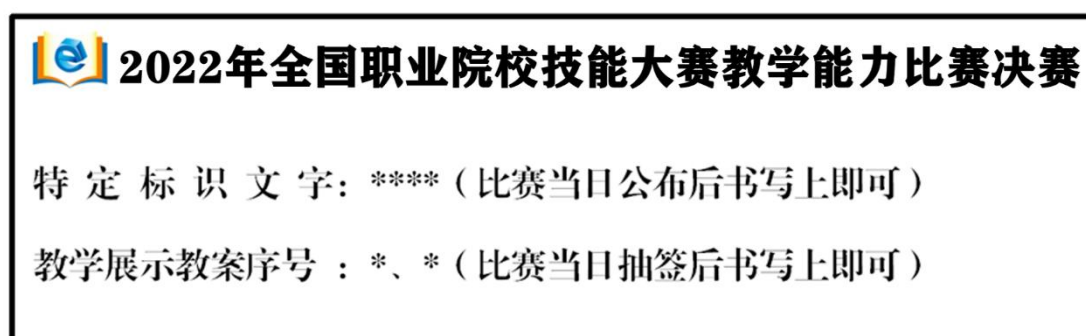 2022年全国职业院校技能大赛教学能力比赛决赛
特定标识文字：****（比赛当日公布后书写上即可）
教学展示教案序号：*、*（比赛当日抽签后书写上即可）